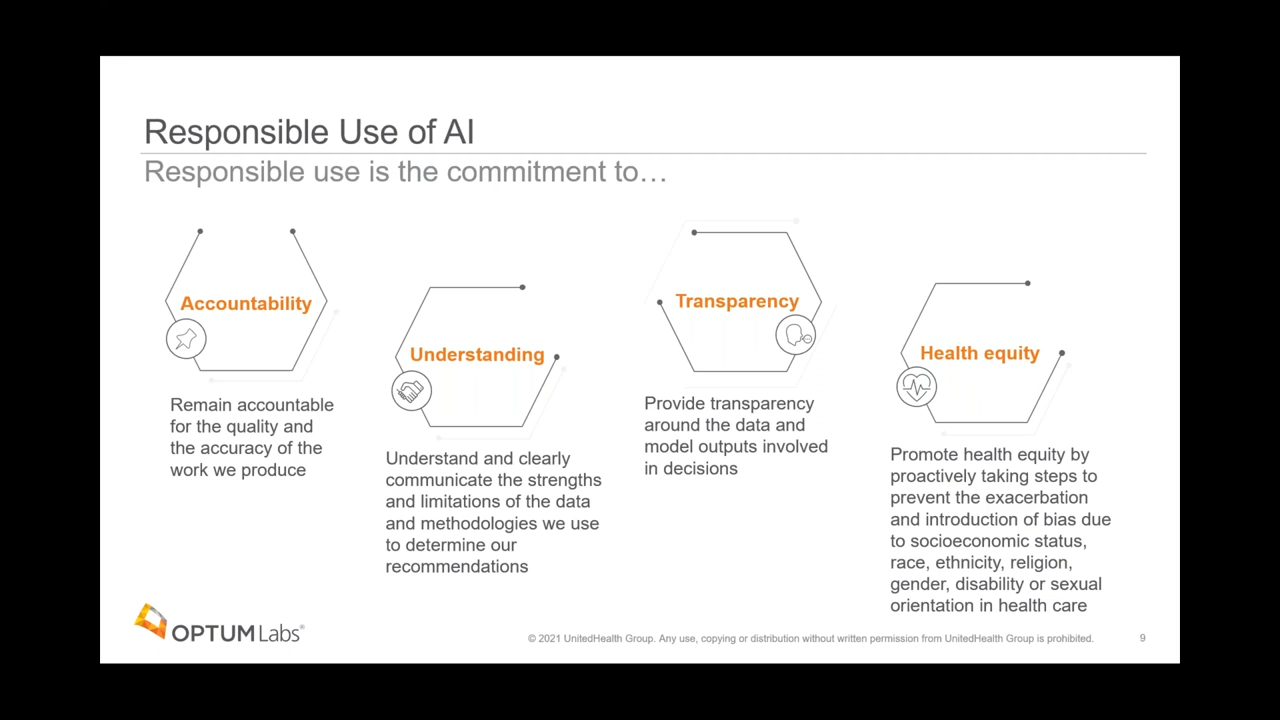 Responsible Use of AI
Responsible use is the commitment to…
Accountability
Remain accountable
for the quality and
the accuracy of the
work we produce
Understanding
Understand and clearly
communicate the strengths
and limitations of the data
and methodologies we use
to determine our
recommendations
Transparency
Provide transparency
around the data and
model outputs involved
in decisions
Health equity
Promote health equity by
proactively taking steps to
prevent the exacerbation
and introduction of bias due
to socioeconomic status,
race, ethnicity, religion,
gender, disability or sexual
orientation in health care
OPTUM Labs®
© 2021 UnitedHealth Group. Any use, copying or distribution without written permission from UnitedHealth Group is prohibited.
9